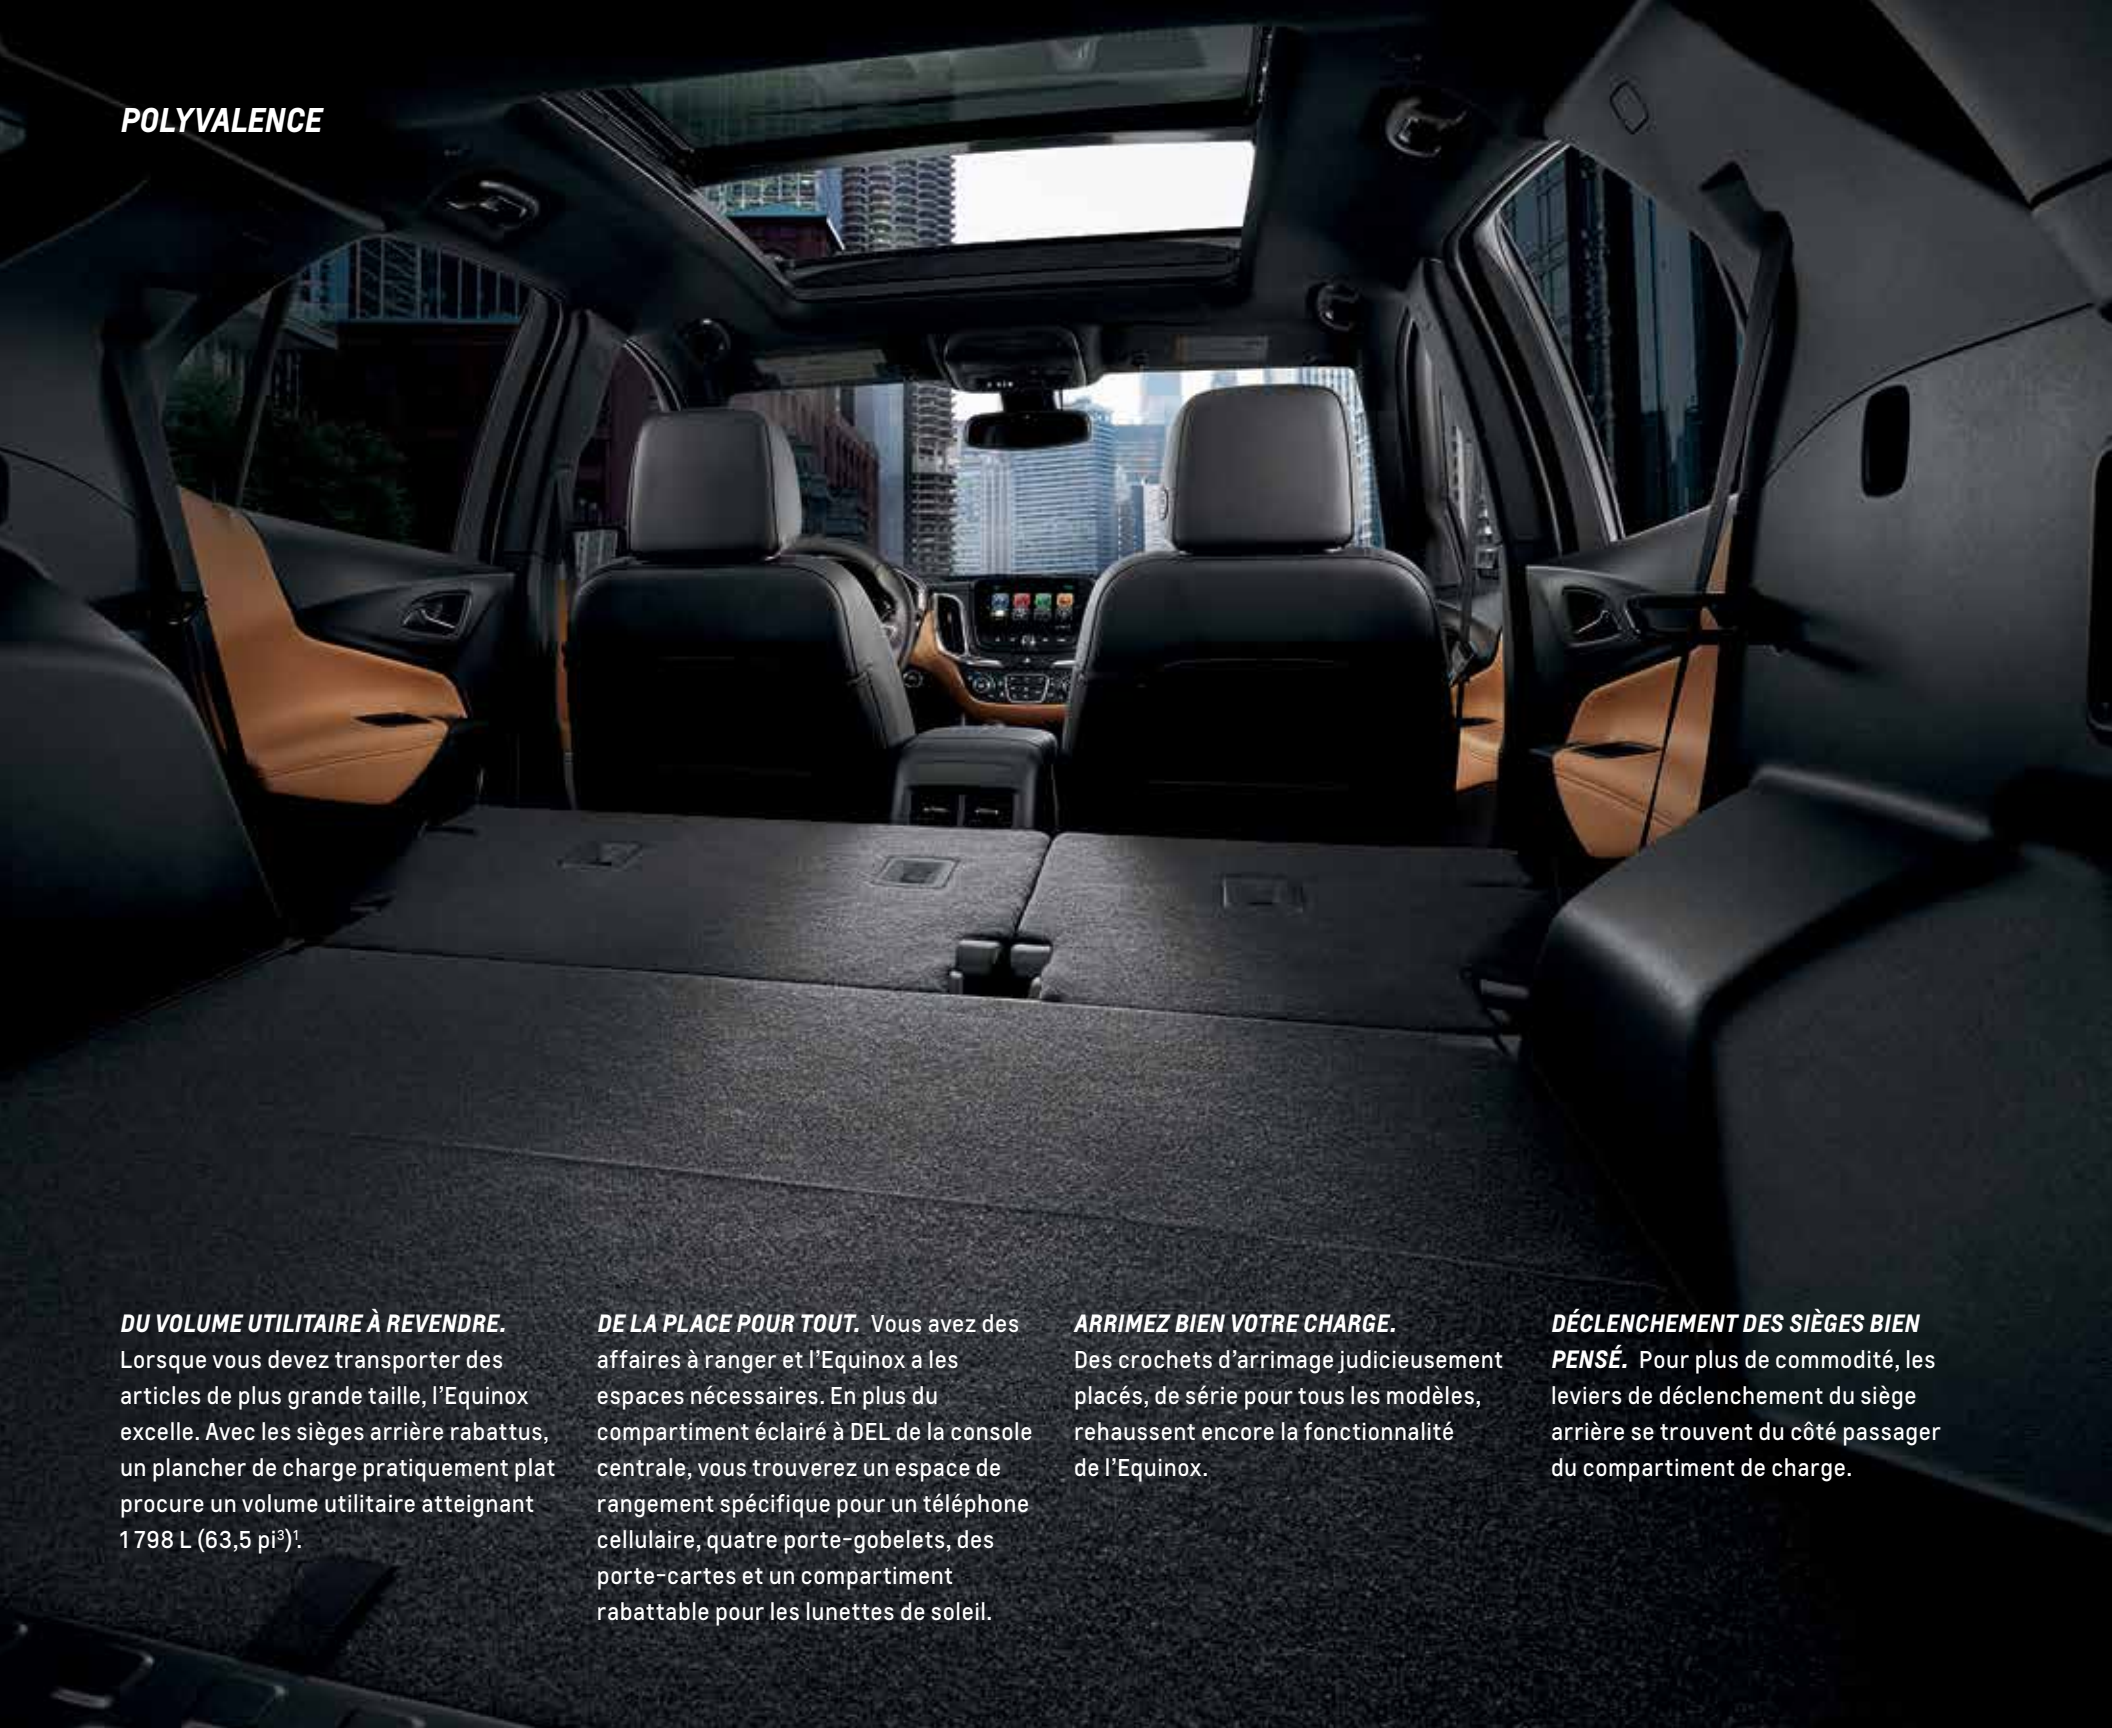 POLYVALENCE
DU VOLUME UTILITAIRE À REVENDRE.
Lorsque vous devez transporter des
articles de plus grande taille, l’Equinox
excelle. Avec les sièges arrière rabattus,
un plancher de charge pratiquement plat
procure un volume utilitaire atteignant
1 798 L (63,5 pi³)¹.
DE LA PLACE POUR TOUT. Vous avez des
affaires à ranger et l’Equinox a les
espaces nécessaires. En plus du
compartiment éclairé à DEL de la console
centrale, vous trouverez un espace de
rangement spécifique pour un téléphone
cellulaire, quatre porte-gobelets, des
porte-cartes et un compartiment
rabattable pour les lunettes de soleil.
ARRIMEZ BIEN VOTRE CHARGE.
Des crochets d’arrimage judicieusement
placés, de série pour tous les modèles,
rehaussent encore la fonctionnalité
de l’Equinox.
DÉCLENCHEMENT DES SIÈGES BIEN
PENSÉ. Pour plus de commodité, les
leviers de déclenchement du siège
arrière se trouvent du côté passager
du compartiment de charge.